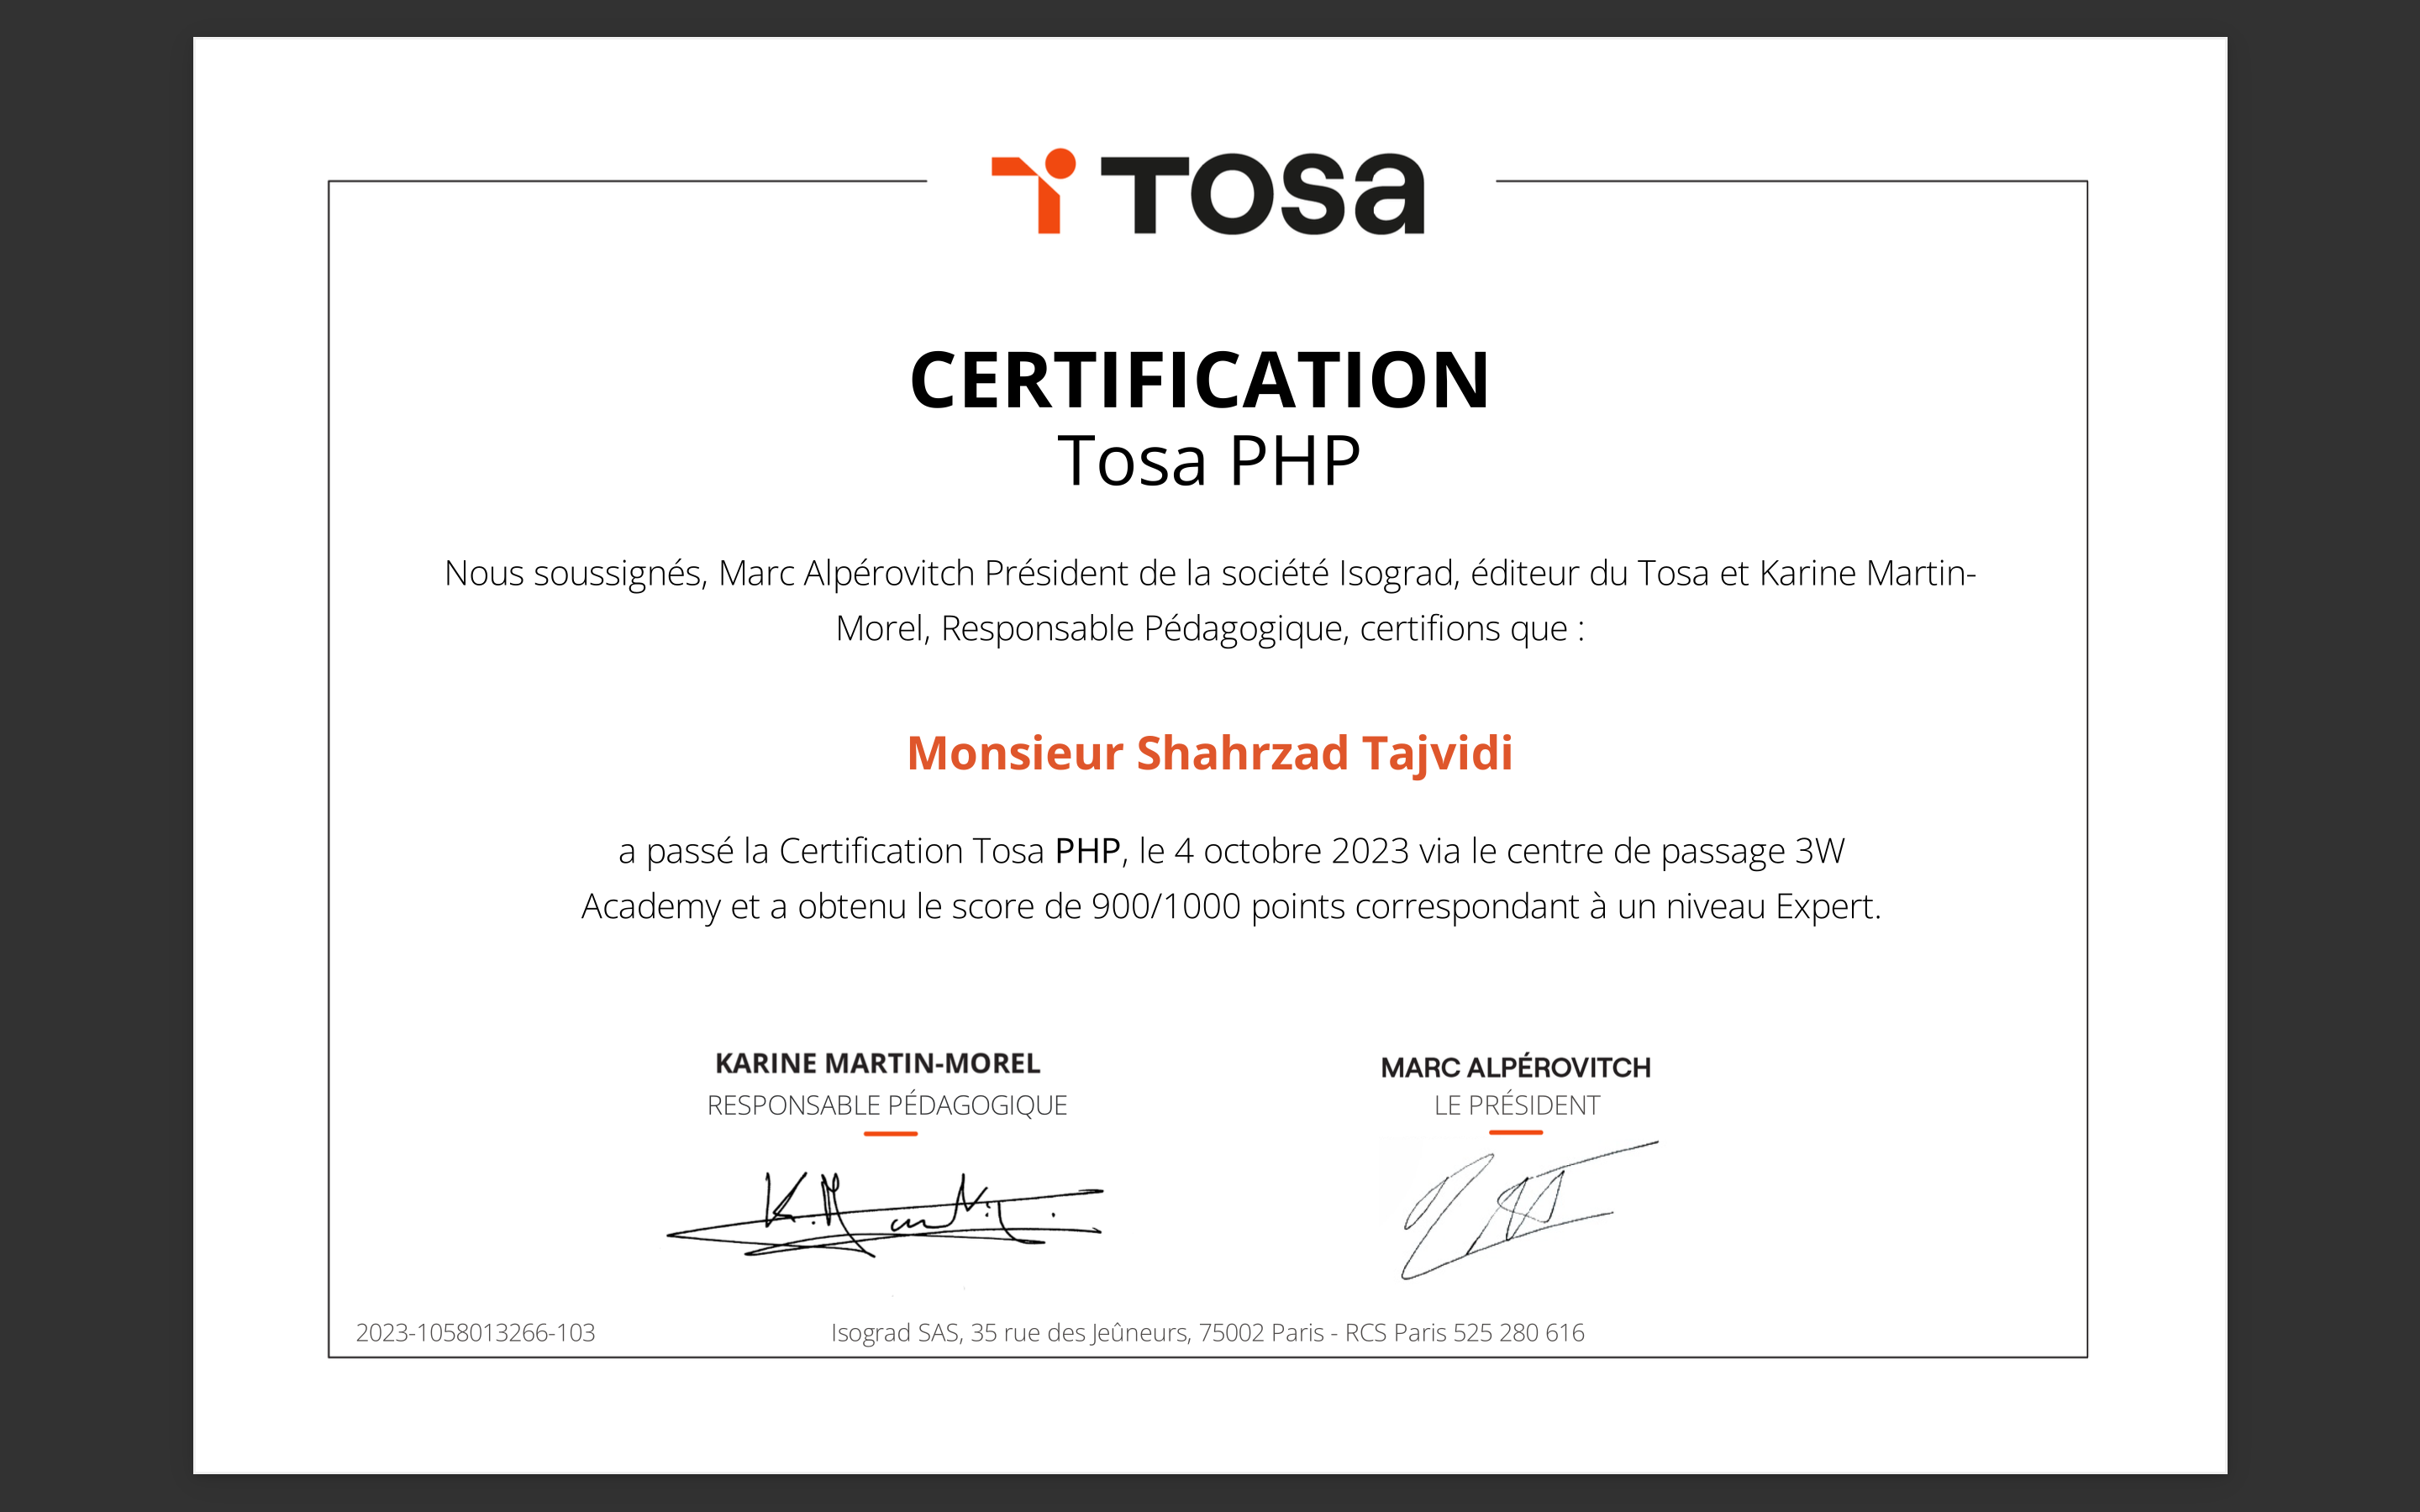 Tosa
CERTIFICATION
Tosa PHP
Nous soussignés, Marc Alpérovitch Président de la société Isograd, éditeur du Tosa et Karine Martin-
Morel, Responsable Pédagogique, certifions que :
Monsieur Shahrzad Tajvidi
a passé la Certification Tosa PHP, le 4 octobre 2023 via le centre de passage 3W
Academy et a obtenu le score de 900/1000 points correspondant à un niveau Expert.
KARINE MARTIN-MOREL
RESPONSABLE PÉDAGOGIQUE
MARC ALPÉROVITCH
LE PRÉSIDENT
2023-1058013266-103
Isograd SAS, 35 rue des Jeûneurs, 75002 Paris - RCS Paris 525 280 616